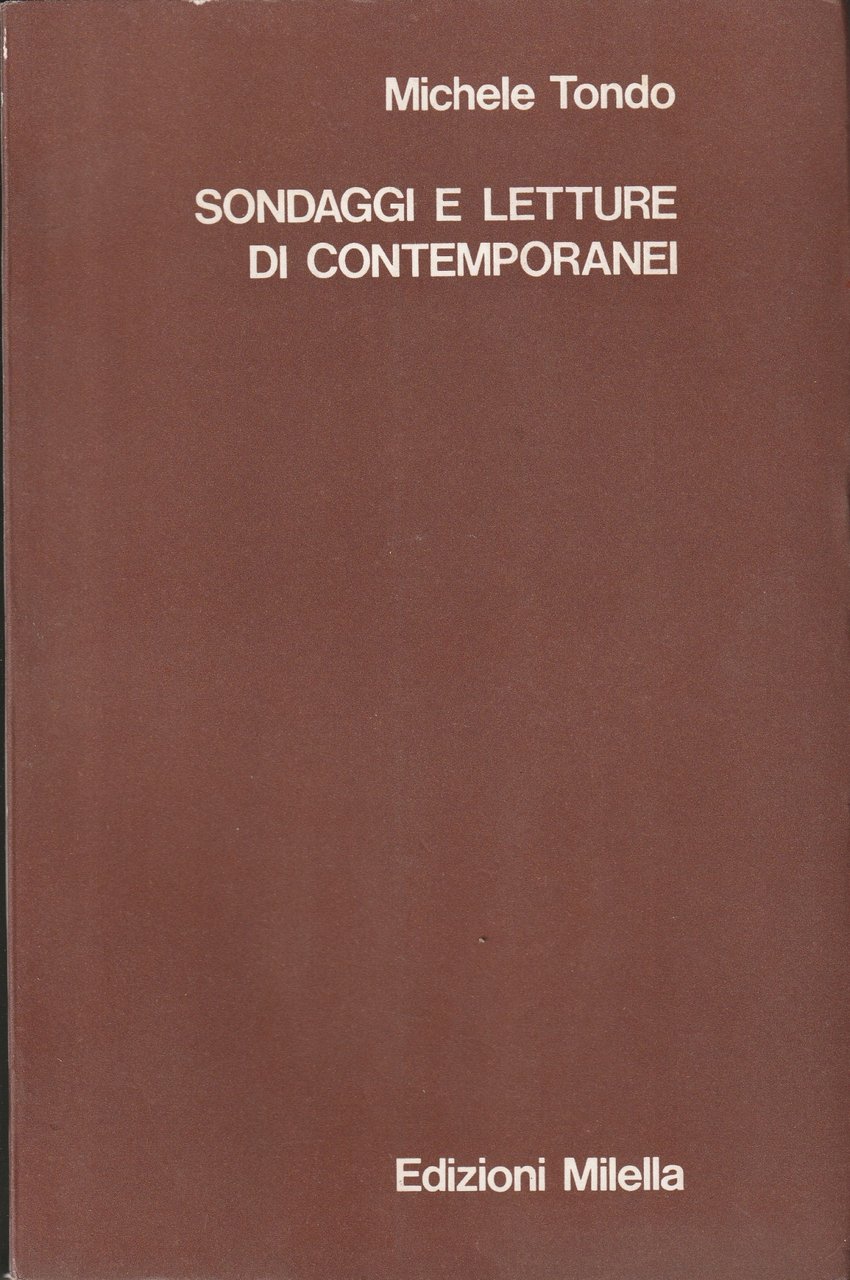 Michele Tondo
SONDAGGI E LETTURE
DI CONTEMPORANEI
Edizioni Milella